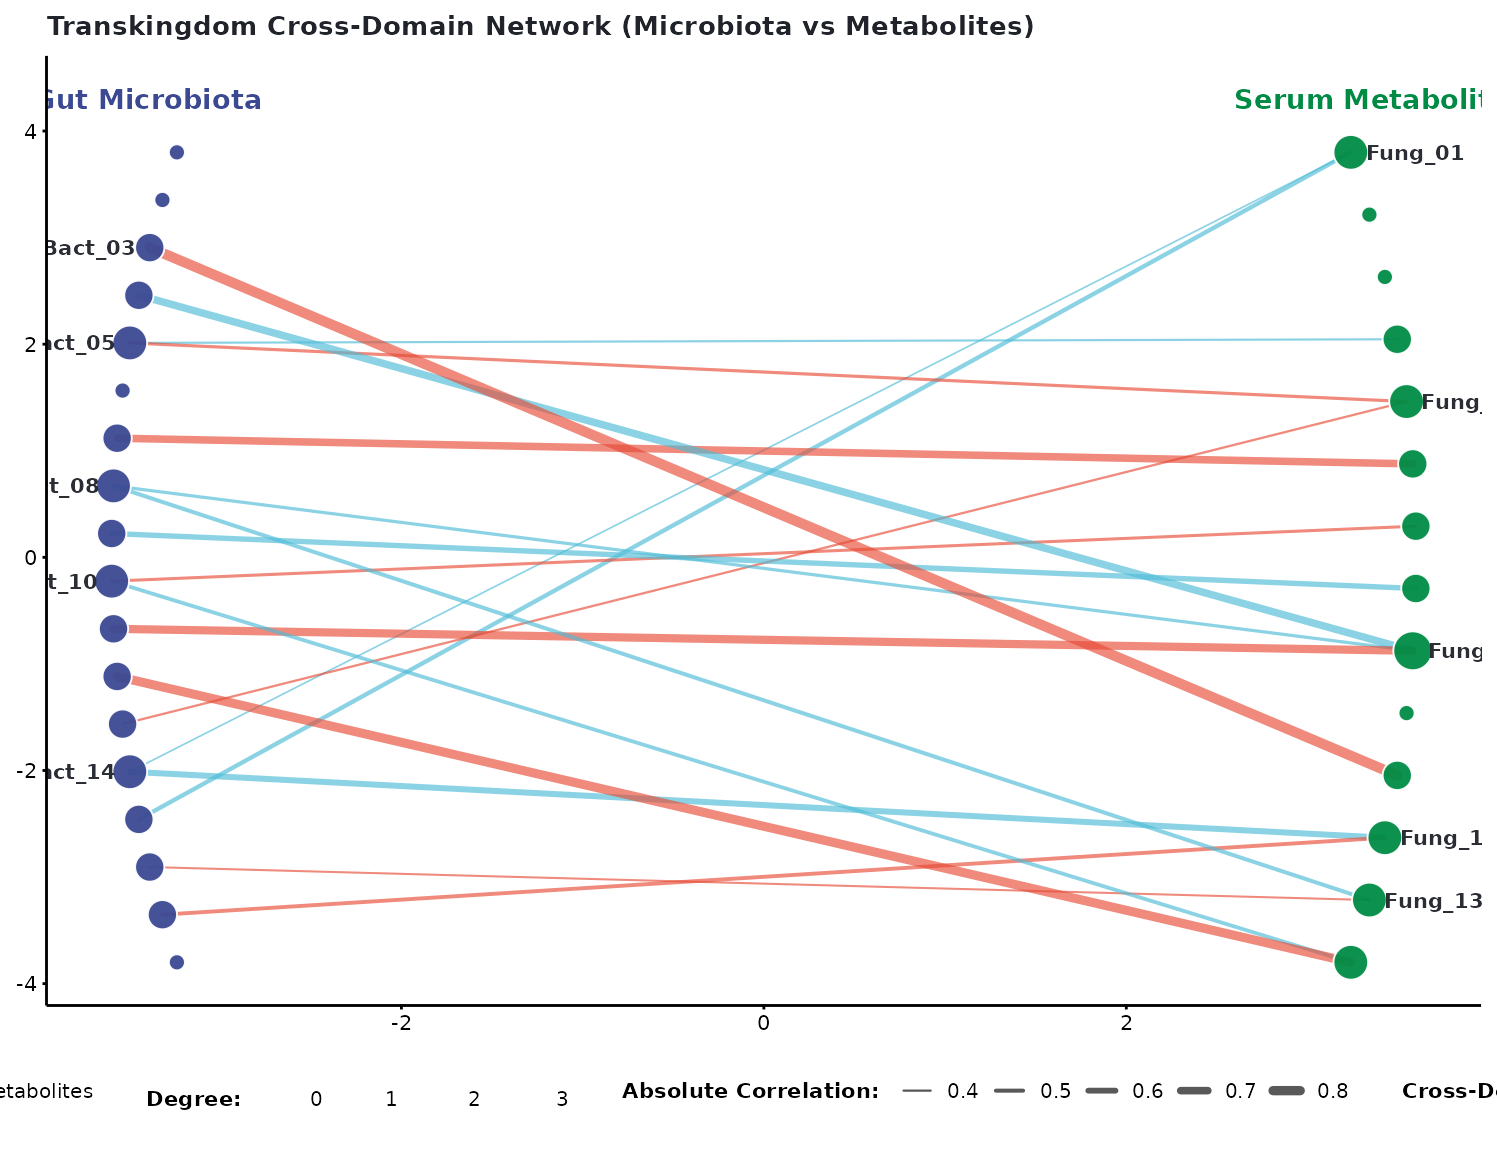 Transkingdom Cross-Domain Network (Microbiota vs Metabolites)
Gut Microbiota
Serum Metabolit
4
2
0
-2
-4
Bact_03
act_05
t_08
t_10
act_14
Fung_01
Fung_
Fung
Fung_1
Fung_13
-2
0
2
etabolites
Degree:
0
1
2
3
Absolute Correlation:
0.4
0.5
0.6
0.7
0.8
Cross-D